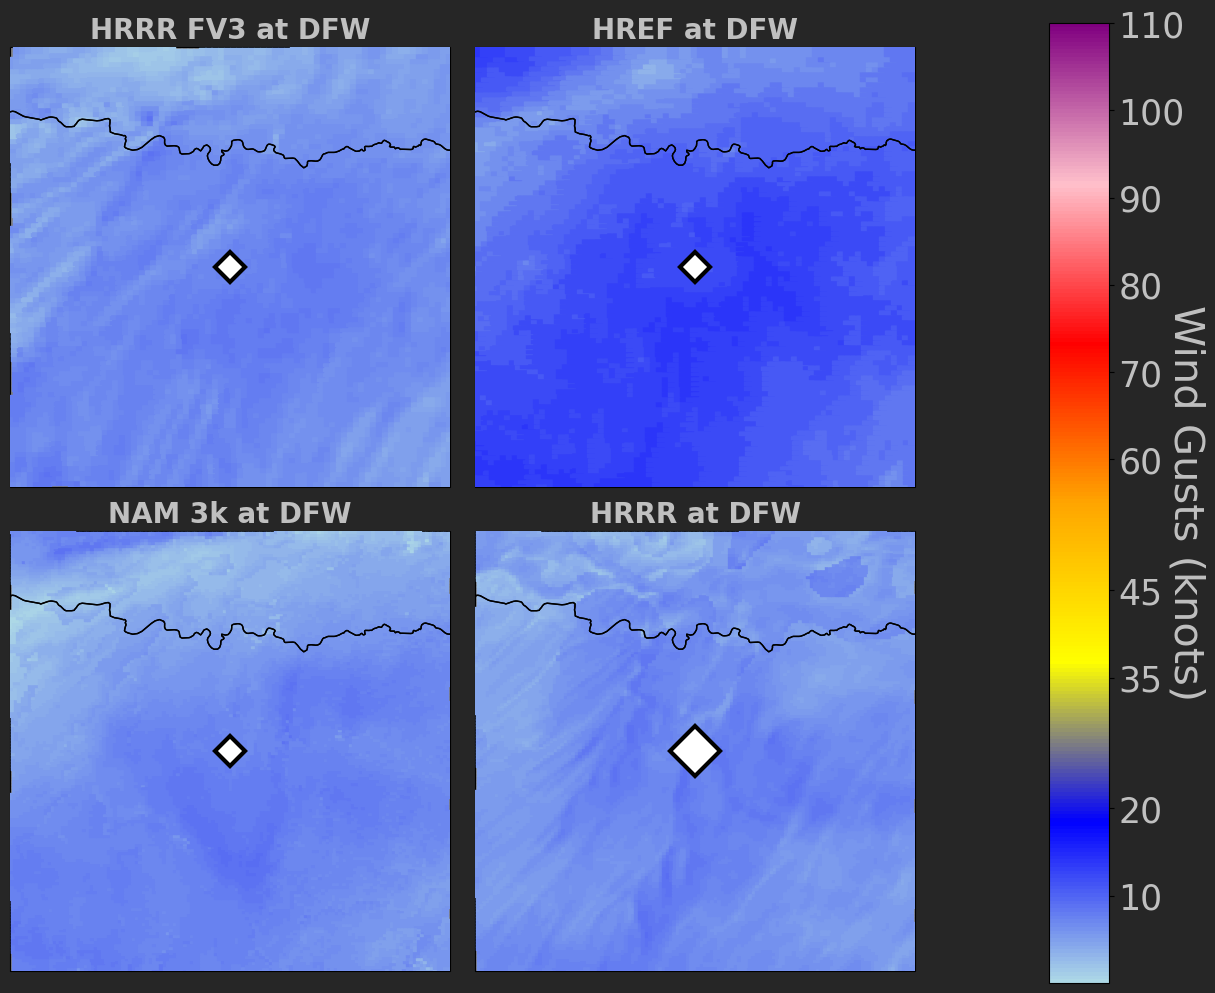 HRRR FV3 at DFW
HREF at DFW
NAM 3k at DFW
HRRR at DFW
110
100
90
80
70
60
45
35
20
10
Wind Gusts (knots)